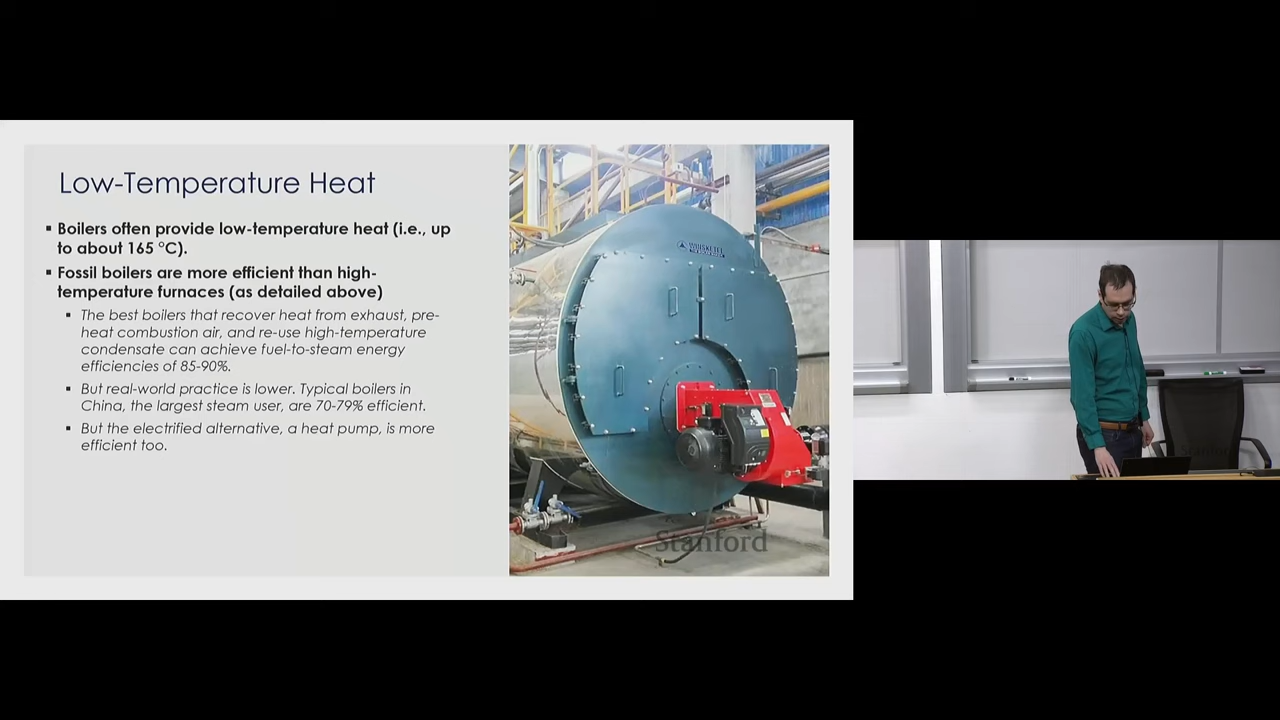 Low-Temperature Heat
▪ Boilers often provide low-temperature heat (i.e., up
to about 165 °C).
▪ Fossil boilers are more efficient than high-
temperature furnaces (as detailed above)
▪ The best boilers that recover heat from exhaust, pre-
heat combustion air, and re-use high-temperature
condensate can achieve fuel-to-steam energy
efficiencies of 85-90%.
▪ But real-world practice is lower. Typical boilers in
China, the largest steam user, are 70-79% efficient.
▪ But the electrified alternative, a heat pump, is more
efficient too.
Stanford